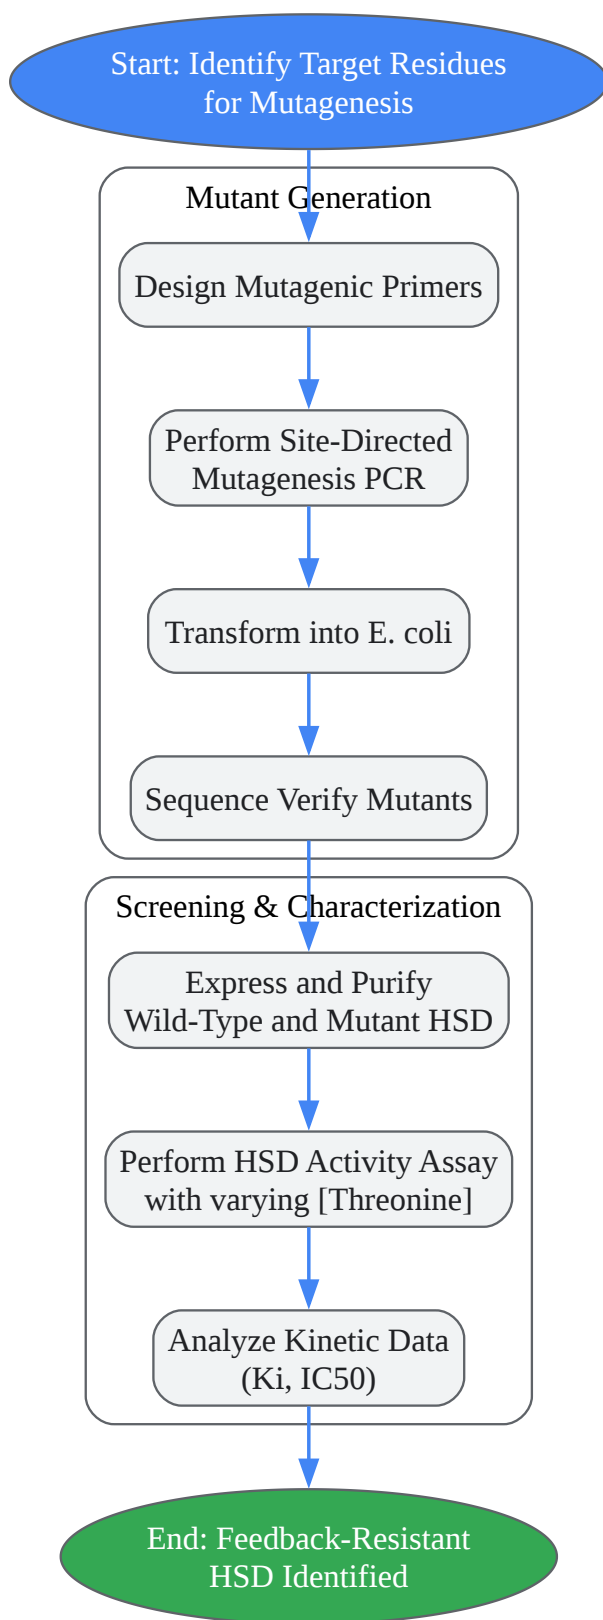 Start: Identify Target Residues
for Mutagenesis
Mutant Generation
Design Mutagenic Primers
Perform Site-Directed
Mutagenesis PCR
Transform into E. coli
Sequence Verify Mutants
Screening & Characterization
Express and Purify
Wild-Type and Mutant HSD
Perform HSD Activity Assay
with varying [Threonine]
Analyze Kinetic Data
(Ki, IC50)
End: Feedback-Resistant
HSD Identified